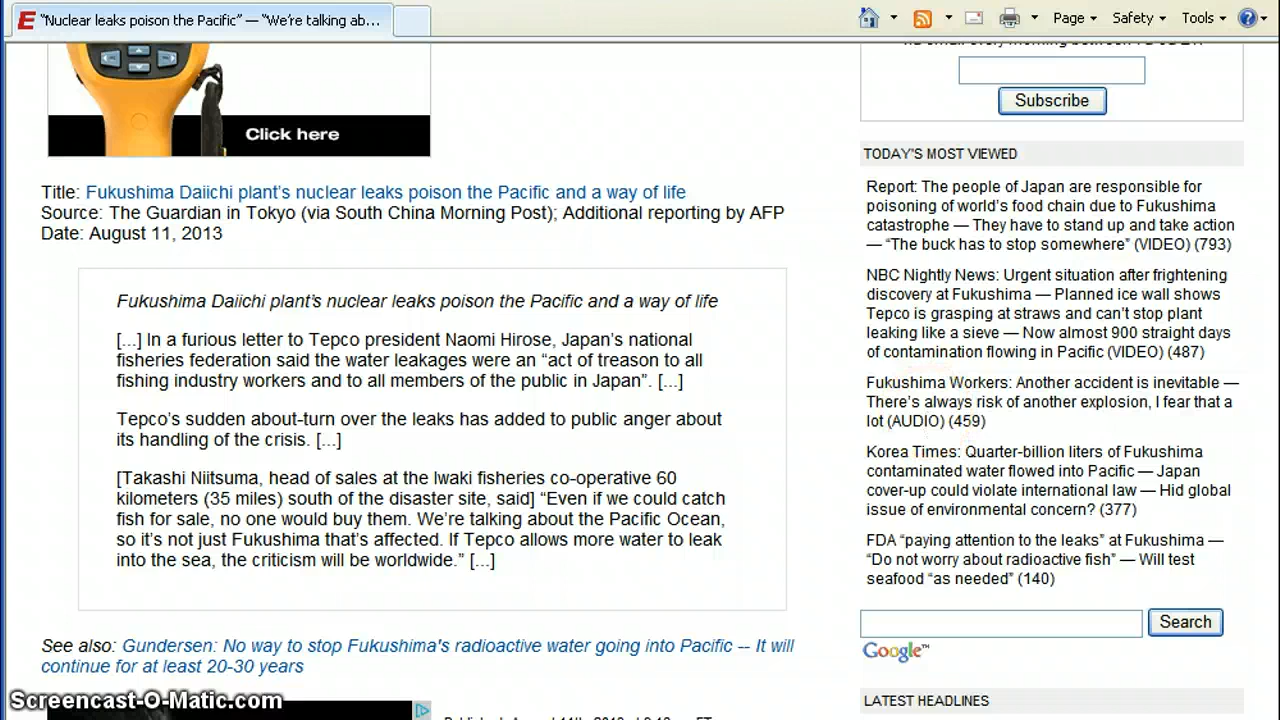 "Nuclear leaks poison the Pacific" — "We're talking ab...
Page
Safety
Tools
Click here
Title: Fukushima Daiichi plant's nuclear leaks poison the Pacific and a way of life
Source: The Guardian in Tokyo (via South China Morning Post); Additional reporting by AFP
Date: August 11, 2013
Fukushima Daiichi plant's nuclear leaks poison the Pacific and a way of life
[...] In a furious letter to Tepco president Naomi Hirose, Japan's national
fisheries federation said the water leakages were an “act of treason to all
fishing industry workers and to all members of the public in Japan”. [...]
Tepco's sudden about-turn over the leaks has added to public anger about
its handling of the crisis. [...]
[Takashi Niitsuma, head of sales at the Iwaki fisheries co-operative 60
kilometers (35 miles) south of the disaster site, said] “Even if we could catch
fish for sale, no one would buy them. We're talking about the Pacific Ocean,
so it's not just Fukushima that's affected. If Tepco allows more water to leak
into the sea, the criticism will be worldwide.” [...]
See also: Gundersen: No way to stop Fukushima's radioactive water going into Pacific -- It will
continue for at least 20-30 years
Screencast-O-Matic.com
Subscribe
TODAY'S MOST VIEWED
Report: The people of Japan are responsible for
poisoning of world's food chain due to Fukushima
catastrophe — They have to stand up and take action
— “The buck has to stop somewhere” (VIDEO) (793)
NBC Nightly News: Urgent situation after frightening
discovery at Fukushima — Planned ice wall shows
Tepco is grasping at straws and can't stop plant
leaking like a sieve — Now almost 900 straight days
of contamination flowing in Pacific (VIDEO) (487)
Fukushima Workers: Another accident is inevitable —
There's always risk of another explosion, I fear that a
lot (AUDIO) (459)
Korea Times: Quarter-billion liters of Fukushima
contaminated water flowed into Pacific — Japan
cover-up could violate international law — Hid global
issue of environmental concern? (377)
FDA “paying attention to the leaks” at Fukushima —
“Do not worry about radioactive fish” — Will test
seafood “as needed” (140)
Search
Google™
LATEST HEADLINES